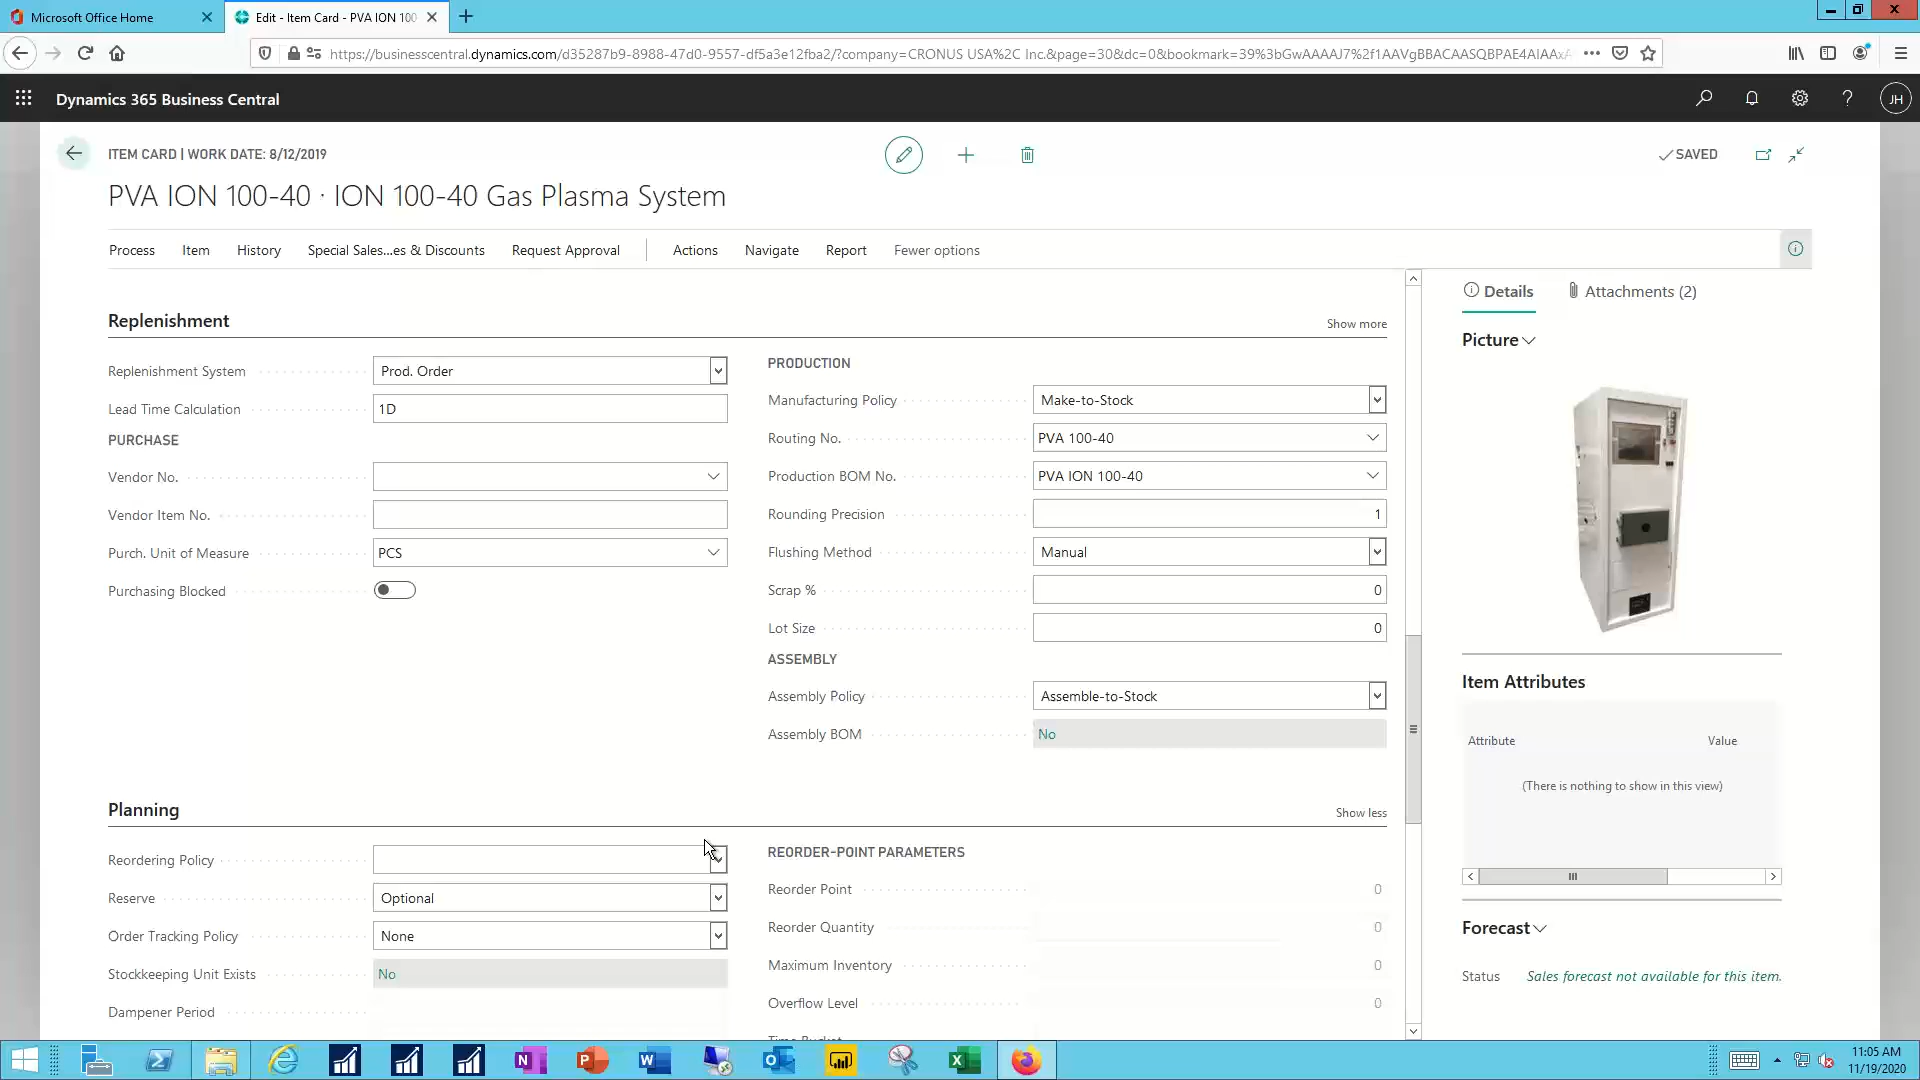 Microsoft Office Home
Edit - Item Card - PVA ION 100
https://businesscentral.dynamics.com/d35287b9-8988-47d0-9557-df5a3e12fba2/?company=CRONUS USA%2C Inc.&page=30&dc=0&bookmark=39%3bGwAAAAJ7%2f1AAVgBBACAASQBPAE4AIAAxA
Dynamics 365 Business Central
JH
ITEM CARD | WORK DATE: 8/12/2019
SAVED
PVA ION 100-40 · ION 100-40 Gas Plasma System
Process Item History Special Sales...es & Discounts Request Approval Actions Navigate Report Fewer options
Details Attachments (2)
Replenishment
Show more
Replenishment System Prod. Order
Lead Time Calculation 1D
PURCHASE
Vendor No.
Vendor Item No.
Purch. Unit of Measure PCS
Purchasing Blocked
PRODUCTION
Manufacturing Policy Make-to-Stock
Routing No. PVA 100-40
Production BOM No. PVA ION 100-40
Rounding Precision 1
Flushing Method Manual
Scrap % 0
Lot Size 0
ASSEMBLY
Assembly Policy Assemble-to-Stock
Assembly BOM No
Planning
Show less
Reordering Policy
Reserve Optional
Order Tracking Policy None
Stockkeeping Unit Exists No
Dampener Period
REORDER-POINT PARAMETERS
Reorder Point 0
Reorder Quantity 0
Maximum Inventory 0
Overflow Level 0
Picture
Item Attributes
Attribute Value
(There is nothing to show in this view)
Forecast
Status Sales forecast not available for this item.
11:05 AM
11/19/2020